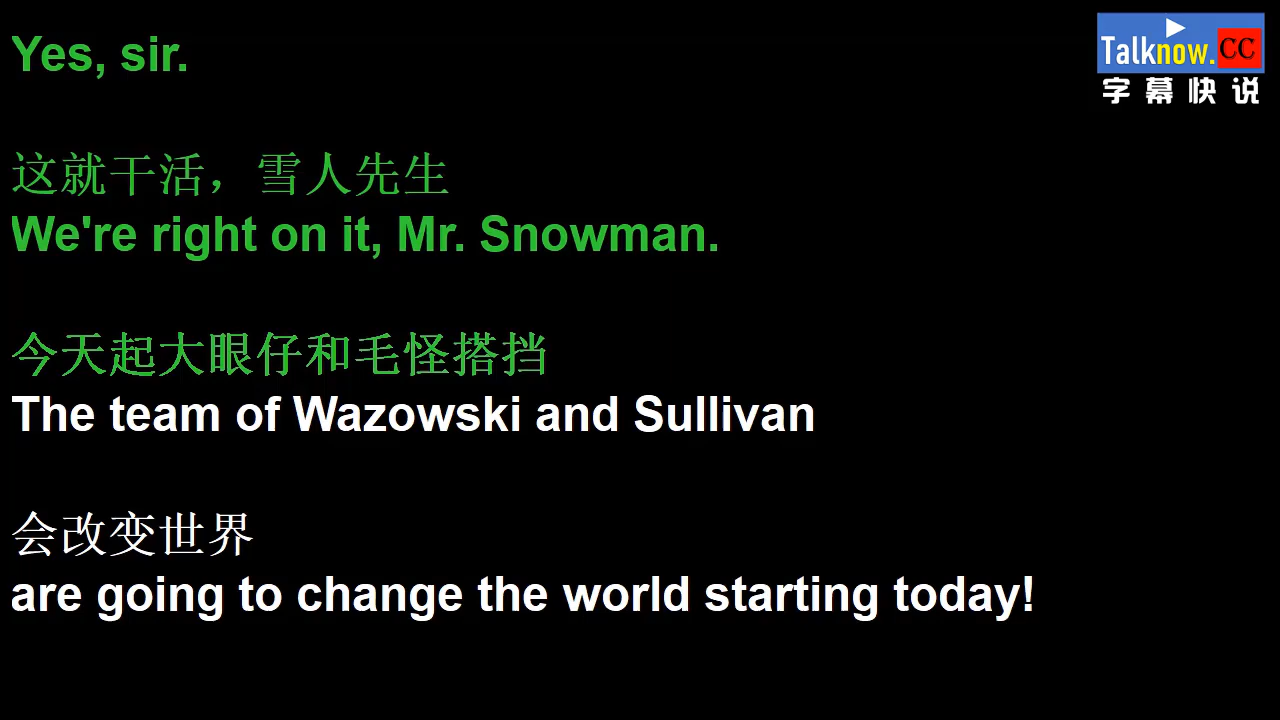 Yes, sir.
Talknow.CC
字幕快说
这就干活，雪人先生
We're right on it, Mr. Snowman.
今天起大眼仔和毛怪搭挡
The team of Wazowski and Sullivan
会改变世界
are going to change the world starting today!